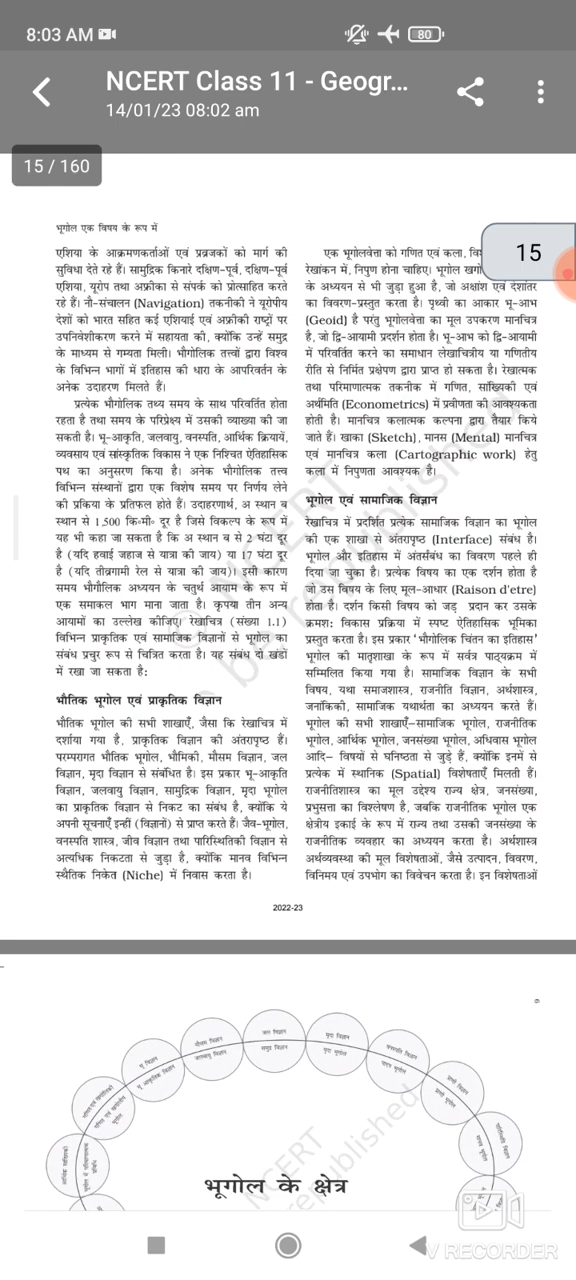 8:03 AM
80
NCERT Class 11 - Geogr...
14/01/23 08:02 am
15 / 160
15
भूगोल एक विषय के रूप में
एशिया के आक्रमणकर्ताओं एवं प्रव्रजकों को मार्ग की
सुविधा देते रहे हैं। सामुद्रिक किनारे दक्षिण-पूर्व, दक्षिण-पूर्व
एशिया, यूरोप तथा अफ्रीका से संपर्क को प्रोत्साहित करते
रहे हैं। नौ-संचालन (Navigation) तकनीकी ने यूरोपीय
देशों को भारत सहित कई एशियाई एवं अफ्रीकी राष्ट्रों पर
उपनिवेशीकरण करने में सहायता की, क्योंकि उन्हें समुद्र
के माध्यम से गम्यता मिली। भौगोलिक तत्त्वों द्वारा विश्व
के विभिन्न भागों में इतिहास की धारा के आपरिवर्तन के
अनेक उदाहरण मिलते हैं।
प्रत्येक भौगोलिक तथ्य समय के साथ परिवर्तित होता
रहता है तथा समय के परिप्रेक्ष्य में उसकी व्याख्या की जा
सकती है। भू-आकृति, जलवायु, वनस्पति, आर्थिक क्रियायें,
व्यवसाय एवं सांस्कृतिक विकास ने एक निश्चित ऐतिहासिक
पथ का अनुसरण किया है। अनेक भौगोलिक तत्त्व
विभिन्न संस्थानों द्वारा एक विशेष समय पर निर्णय लेने
की प्रकिया के प्रतिफल होते हैं। उदाहरणार्थ, अ स्थान ब
स्थान से 1,500 कि॰मी॰ दूर है जिसे विकल्प के रूप में
यह भी कहा जा सकता है कि अ स्थान ब से 2 घंटा दूर
है (यदि हवाई जहाज से यात्रा की जाय) या 17 घंटा दूर
है (यदि तीव्रगामी रेल से यात्रा की जाय)। इसी कारण
समय भौगोलिक अध्ययन के चतुर्थ आयाम के रूप में
एक समाकल भाग माना जाता है। कृपया तीन अन्य
आयामों का उल्लेख कीजिए। रेखाचित्र (संख्या 1.1)
विभिन्न प्राकृतिक एवं सामाजिक विज्ञानों से भूगोल का
संबंध प्रचुर रूप से चित्रित करता है। यह संबंध दो खंडों
में रखा जा सकता है:
भौतिक भूगोल एवं प्राकृतिक विज्ञान
भौतिक भूगोल की सभी शाखाएँ, जैसा कि रेखाचित्र में
दर्शाया गया है, प्राकृतिक विज्ञान की अंतरापृष्ठ हैं।
परम्परागत भौतिक भूगोल, भौमिकी, मौसम विज्ञान, जल
विज्ञान, मृदा विज्ञान से संबंधित है। इस प्रकार भू-आकृति
विज्ञान, जलवायु विज्ञान, सामुद्रिक विज्ञान, मृदा भूगोल
का प्राकृतिक विज्ञान से निकट का संबंध है, क्योंकि ये
अपनी सूचनाएँ इन्हीं (विज्ञानों) से प्राप्त करते हैं। जैव-भूगोल,
वनस्पति शास्त्र, जीव विज्ञान तथा पारिस्थितिकी विज्ञान से
अत्यधिक निकटता से जुड़ा है, क्योंकि मानव विभिन्न
स्थैतिक निकेत (Niche) में निवास करता है।
एक भूगोलवेत्ता को गणित एवं कला,
रेखांकन में, निपुण होना चाहिए। भूगोल
के अध्ययन से भी जुड़ा हुआ है, जो अक्षांश एवं देशांतर
का विवरण-प्रस्तुत करता है। पृथ्वी का आकार भू-आभ
(Geoid) है परंतु भूगोलवेत्ता का मूल उपकरण मानचित्र
है, जो द्वि-आयामी प्रदर्शन होता है। भू-आभ को द्वि-आयामी
में परिवर्तित करने का समाधान लेखाचित्रीय या गणितीय
रीति से निर्मित प्रक्षेपण द्वारा प्राप्त हो सकता है। रेखात्मक
तथा परिमाणात्मक तकनीक में गणित, सांख्यिकी एवं
अर्थमिति (Econometrics) में प्रवीणता की आवश्यकता
होती है। मानचित्र कलात्मक कल्पना द्वारा तैयार किये
जाते हैं। खाका (Sketch), मानस (Mental) मानचित्र
एवं मानचित्र कला (Cartographic work) हेतु
कला में निपुणता आवश्यक है।
भूगोल एवं सामाजिक विज्ञान
रेखाचित्र में प्रदर्शित प्रत्येक सामाजिक विज्ञान का भूगोल
की एक शाखा से अंतरापृष्ठ (Interface) संबंध है।
भूगोल और इतिहास में अंतर्संबंध का विवरण पहले ही
दिया जा चुका है। प्रत्येक विषय का एक दर्शन होता है
जो उस विषय के लिए मूल-आधार (Raison d'etre)
होता है। दर्शन किसी विषय को जड़ प्रदान कर उसके
क्रमश: विकास प्रक्रिया में स्पष्ट ऐतिहासिक भूमिका
प्रस्तुत करता है। इस प्रकार 'भौगोलिक चिंतन का इतिहास'
भूगोल की मातृशाखा के रूप में सर्वत्र पाठ्यक्रम में
सम्मिलित किया गया है। सामाजिक विज्ञान के सभी
विषय, यथा समाजशास्त्र, राजनीति विज्ञान, अर्थशास्त्र,
जनांकिकी, सामाजिक यथार्थता का अध्ययन करते हैं।
भूगोल की सभी शाखाएँ–सामाजिक भूगोल, राजनीतिक
भूगोल, आर्थिक भूगोल, जनसंख्या भूगोल, अधिवास भूगोल
आदि– विषयों से घनिष्ठता से जुड़े हैं, क्योंकि इनमें से
प्रत्येक में स्थानिक (Spatial) विशेषताएँ मिलती हैं।
राजनीतिशास्त्र का मूल उद्देश्य राज्य क्षेत्र, जनसंख्या,
प्रभुसत्ता का विश्लेषण है, जबकि राजनीतिक भूगोल एक
क्षेत्रीय इकाई के रूप में राज्य तथा उसकी जनसंख्या के
राजनीतिक व्यवहार का अध्ययन करता है। अर्थशास्त्र
अर्थव्यवस्था की मूल विशेषताओं, जैसे उत्पादन, विवरण,
विनिमय एवं उपभोग का विवेचन करता है। इन विशेषताओं
2022-23
© NCERT
be republished
जल विज्ञान
समुद्र विज्ञान
मौसम विज्ञान
जलवायु विज्ञान
मृदा विज्ञान
मृदा भूगोल
भू विज्ञान
भू आकृतिक विज्ञान
वनस्पति विज्ञान
पादप भूगोल
प्राणी विज्ञान
प्राणी भूगोल
मानव भूगोल
भूगोल के क्षेत्र
NCERT
republished
V RECORDER